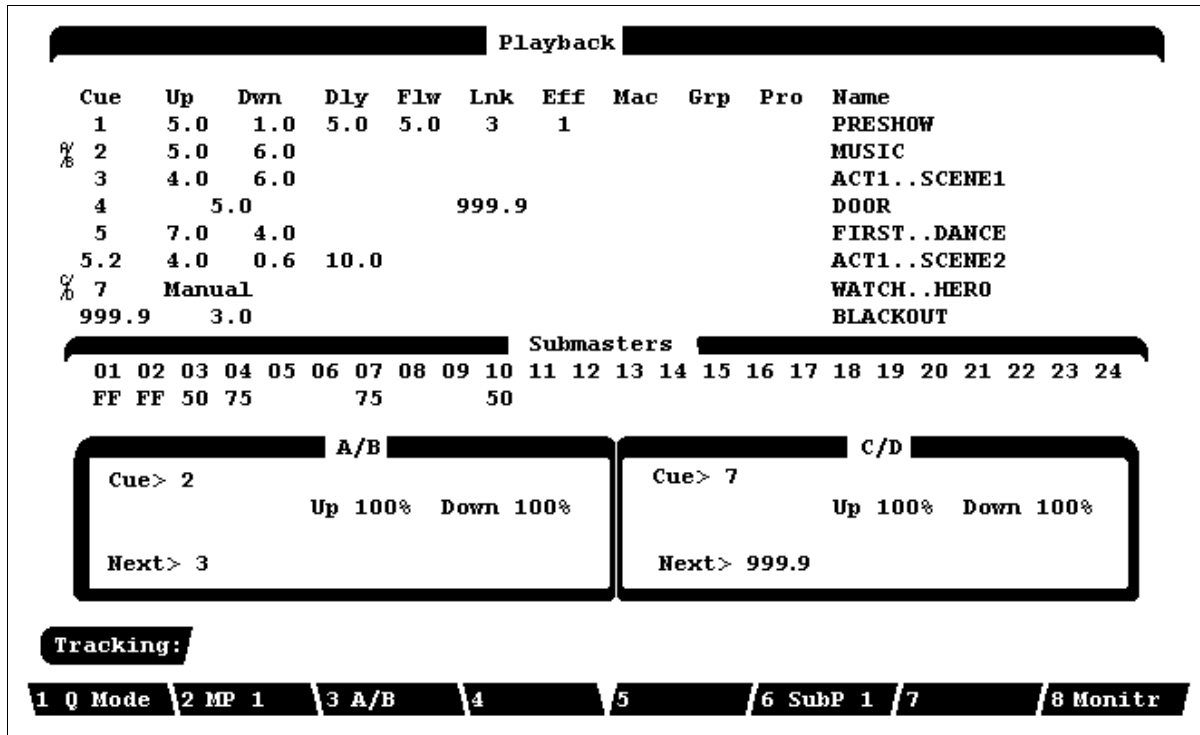 Playback
Cue Up Dwn Dly Flw Lnk Eff Mac Grp Pro Name
1 5.0 1.0 5.0 5.0 3 1 PRESHOW
A/B 2 5.0 6.0 MUSIC
3 4.0 6.0 ACT1..SCENE1
4 5.0 999.9 DOOR
5 7.0 4.0 FIRST..DANCE
5.2 4.0 0.6 10.0 ACT1..SCENE2
C/D 7 Manual WATCH..HERO
999.9 3.0 BLACKOUT
Submasters
01 02 03 04 05 06 07 08 09 10 11 12 13 14 15 16 17 18 19 20 21 22 23 24
FF FF 50 75 75 50
A/B
Cue> 2
Up 100% Down 100%
Next> 3
C/D
Cue> 7
Up 100% Down 100%
Next> 999.9
Tracking:
1 Q Mode 2 MP 1 3 A/B 4 5 6 SubP 1 7 8 Monitr